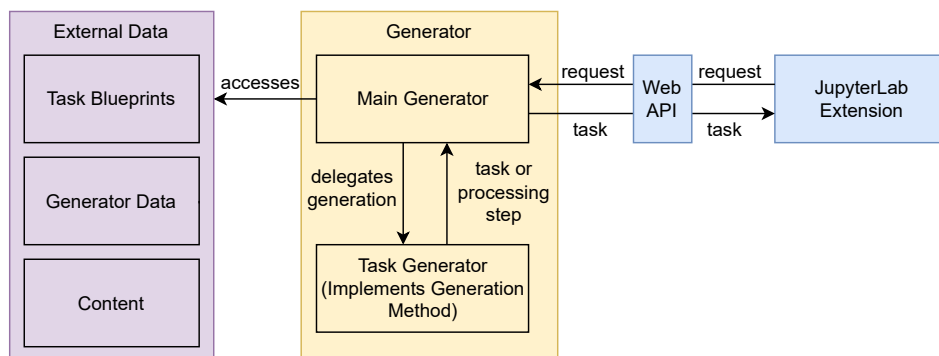 External Data
Task Blueprints
Generator Data
Content
accesses
Generator
Main Generator
delegates
generation
task or
processing
step
Task Generator
(Implements Generation
Method)
request
task
Web
API
request
task
JupyterLab
Extension